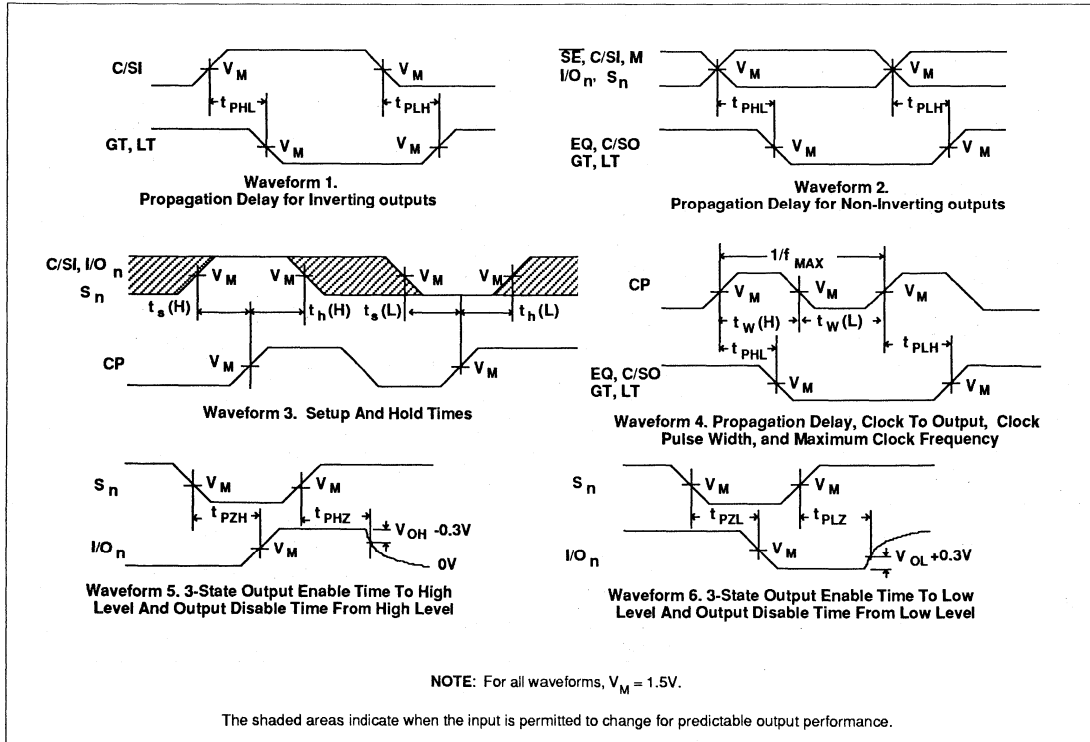 C/SI
V M
V M
t PHL
t PLH
GT, LT
V M
V M
Waveform 1.
Propagation Delay for Inverting outputs
SE, C/SI, M
I/O n, S n
V M
V M
t PHL
t PLH
EQ, C/SO
GT, LT
V M
V M
Waveform 2.
Propagation Delay for Non-Inverting outputs
C/SI, I/O n
S n
V M
V M
V M
V M
t s (H)
t h (H)
t s (L)
t h (L)
CP
V M
V M
Waveform 3. Setup And Hold Times
1/f MAX
CP
V M
V M
V M
t W (H)
t W (L)
t PHL
t PLH
EQ, C/SO
GT, LT
V M
V M
Waveform 4. Propagation Delay, Clock To Output, Clock
Pulse Width, and Maximum Clock Frequency
S n
V M
V M
t PZH
t PHZ
V OH -0.3V
I/O n
V M
0V
Waveform 5. 3-State Output Enable Time To High
Level And Output Disable Time From High Level
S n
V M
V M
t PZL
t PLZ
I/O n
V M
V OL +0.3V
Waveform 6. 3-State Output Enable Time To Low
Level And Output Disable Time From Low Level
NOTE: For all waveforms, V M = 1.5V.
The shaded areas indicate when the input is permitted to change for predictable output performance.